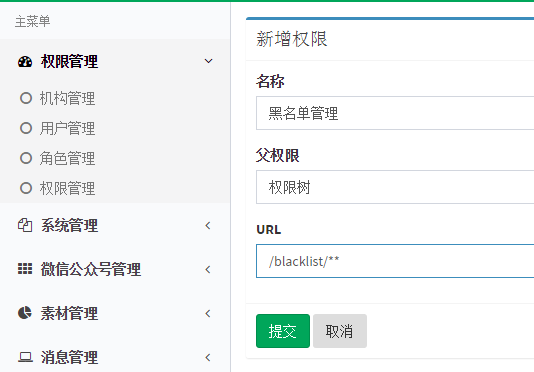 主菜单
权限管理
机构管理
用户管理
角色管理
权限管理
系统管理
微信公众号管理
素材管理
消息管理
新增权限
名称
黑名单管理
父权限
权限树
URL
/blacklist/**
提交 取消